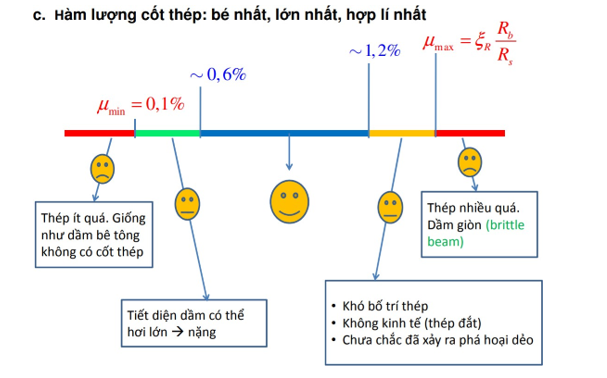 c. Hàm lượng cốt thép: bé nhất, lớn nhất, hợp lí nhất
μmin = 0,1%
~ 0,6%
~ 1,2%
μmax = ξR Rb/Rs
Thép ít quá. Giống
như dầm bê tông
không có cốt thép
Tiết diện dầm có thể
hơi lớn → nặng
• Khó bố trí thép
• Không kinh tế (thép đắt)
• Chưa chắc đã xảy ra phá hoại dẻo
Thép nhiều quá.
Dầm giòn (brittle
beam)